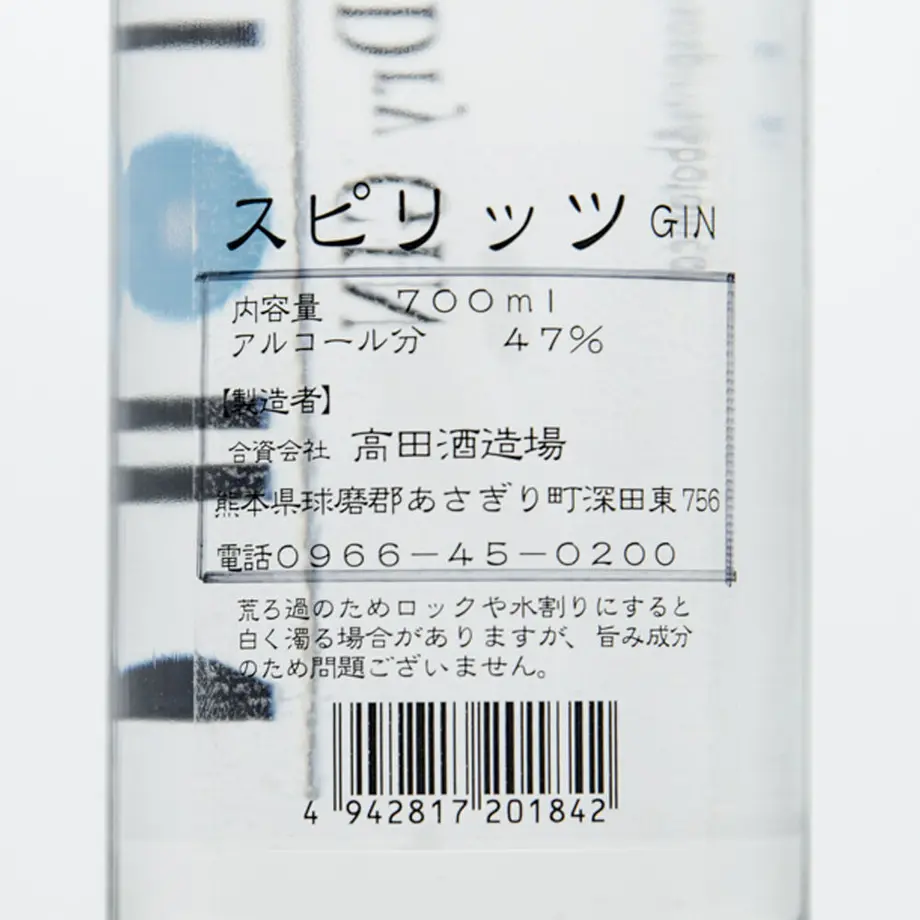 DRY GIN
スピリッツ GIN
内容量 700ml
アルコール分 47%
【製造者】
合資会社 高田酒造場
熊本県球磨郡あさぎり町深田東756
電話0966-45-0200
荒ろ過のためロックや水割りにすると
白く濁る場合がありますが、旨み成分
のため問題ございません。
4 942817 201842